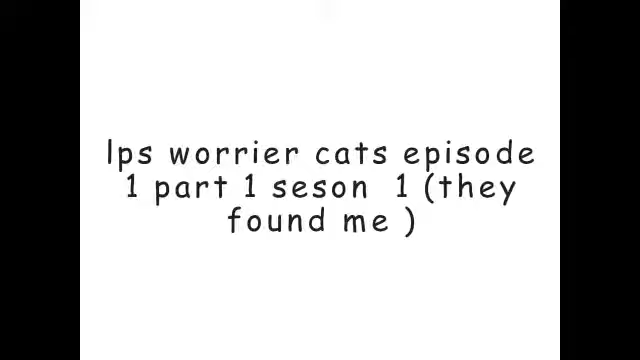 lps worrier cats episode
1 part 1 seson  1 (they
found me )